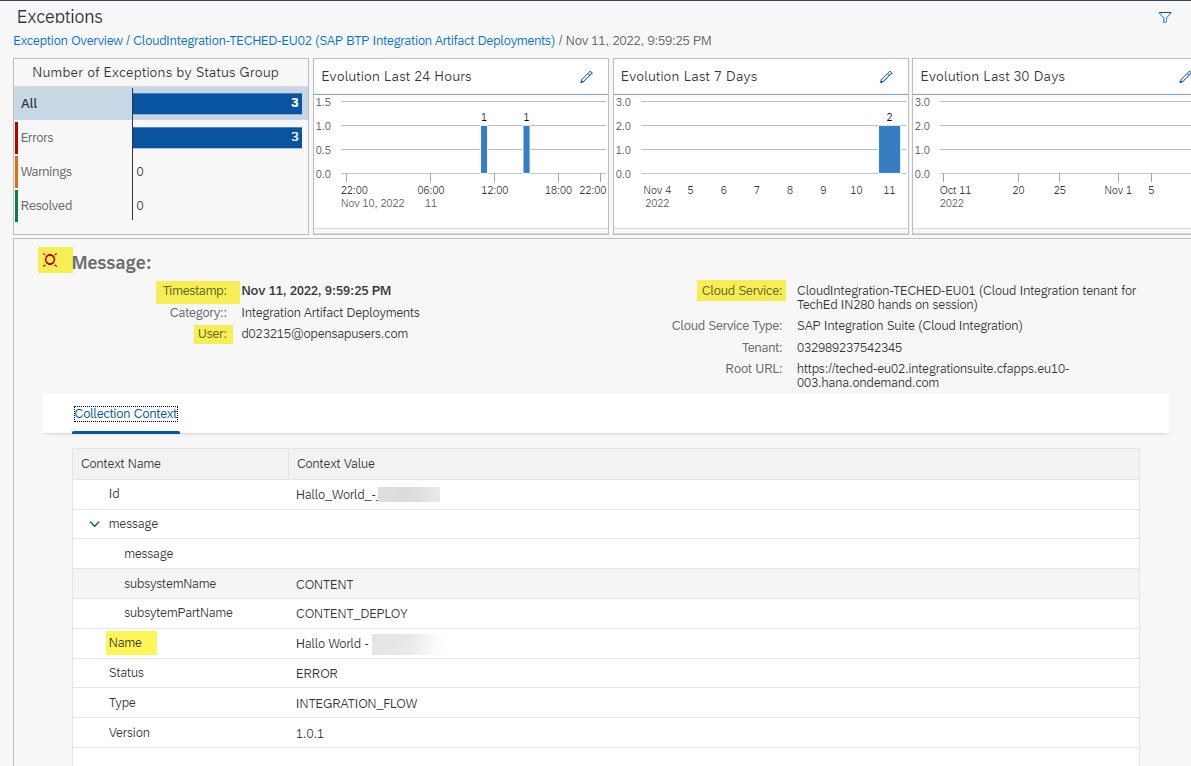 Exceptions
Exception Overview / CloudIntegration-TECHED-EU02 (SAP BTP Integration Artifact Deployments) / Nov 11, 2022, 9:59:25 PM
Number of Exceptions by Status Group
All 3
Errors 3
Warnings 0
Resolved 0
Evolution Last 24 Hours
1.5
1.0
0.5
0.0
1 1
22:00 06:00 12:00 18:00 22:00
Nov 10, 2022 11
Evolution Last 7 Days
3.0
2.0
1.0
0.0
2
Nov 4 5 6 7 8 9 10 11
2022
Evolution Last 30 Days
3.0
2.0
1.0
0.0
Oct 11 20 25 Nov 1 5
2022
Message:
Timestamp: Nov 11, 2022, 9:59:25 PM
Category:: Integration Artifact Deployments
User: d023215@opensapusers.com
Cloud Service: CloudIntegration-TECHED-EU01 (Cloud Integration tenant for
TechEd IN280 hands on session)
Cloud Service Type: SAP Integration Suite (Cloud Integration)
Tenant: 032989237542345
Root URL: https://teched-eu02.integrationsuite.cfapps.eu10-
003.hana.ondemand.com
Collection Context
Context Name Context Value
Id Hallo_World_-_
message
message
subsystemName CONTENT
subsytemPartName CONTENT_DEPLOY
Name Hallo World -
Status ERROR
Type INTEGRATION_FLOW
Version 1.0.1